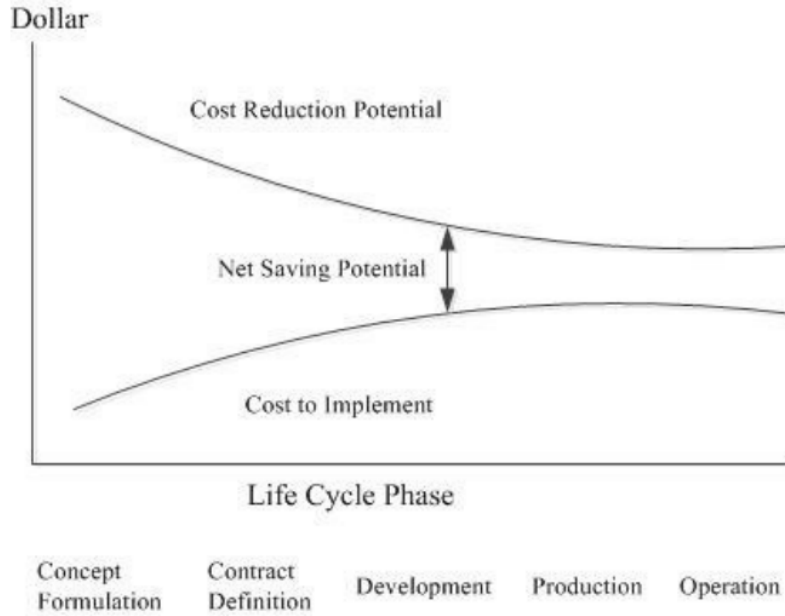 Dollar
Cost Reduction Potential
Net Saving Potential
Cost to Implement
Life Cycle Phase
Concept
Formulation
Contract
Definition
Development
Production
Operation